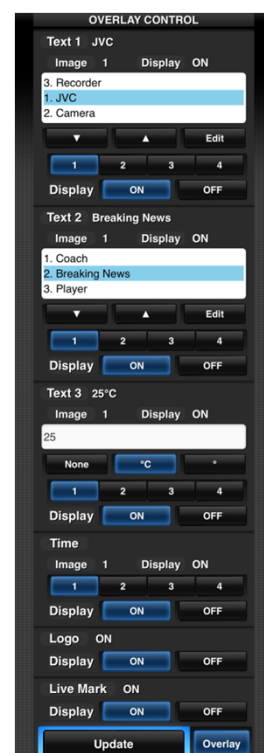 OVERLAY CONTROL
Text 1 JVC
Image 1 Display ON
3. Recorder
1. JVC
2. Camera
▼ ▲ Edit
1 2 3 4
Display ON OFF
Text 2 Breaking News
Image 1 Display ON
1. Coach
2. Breaking News
3. Player
▼ ▲ Edit
1 2 3 4
Display ON OFF
Text 3 25°C
Image 1 Display ON
25
None °C °
1 2 3 4
Display ON OFF
Time
Image 1 Display ON
1 2 3 4
Display ON OFF
Logo ON
Display ON OFF
Live Mark ON
Display ON OFF
Update Overlay